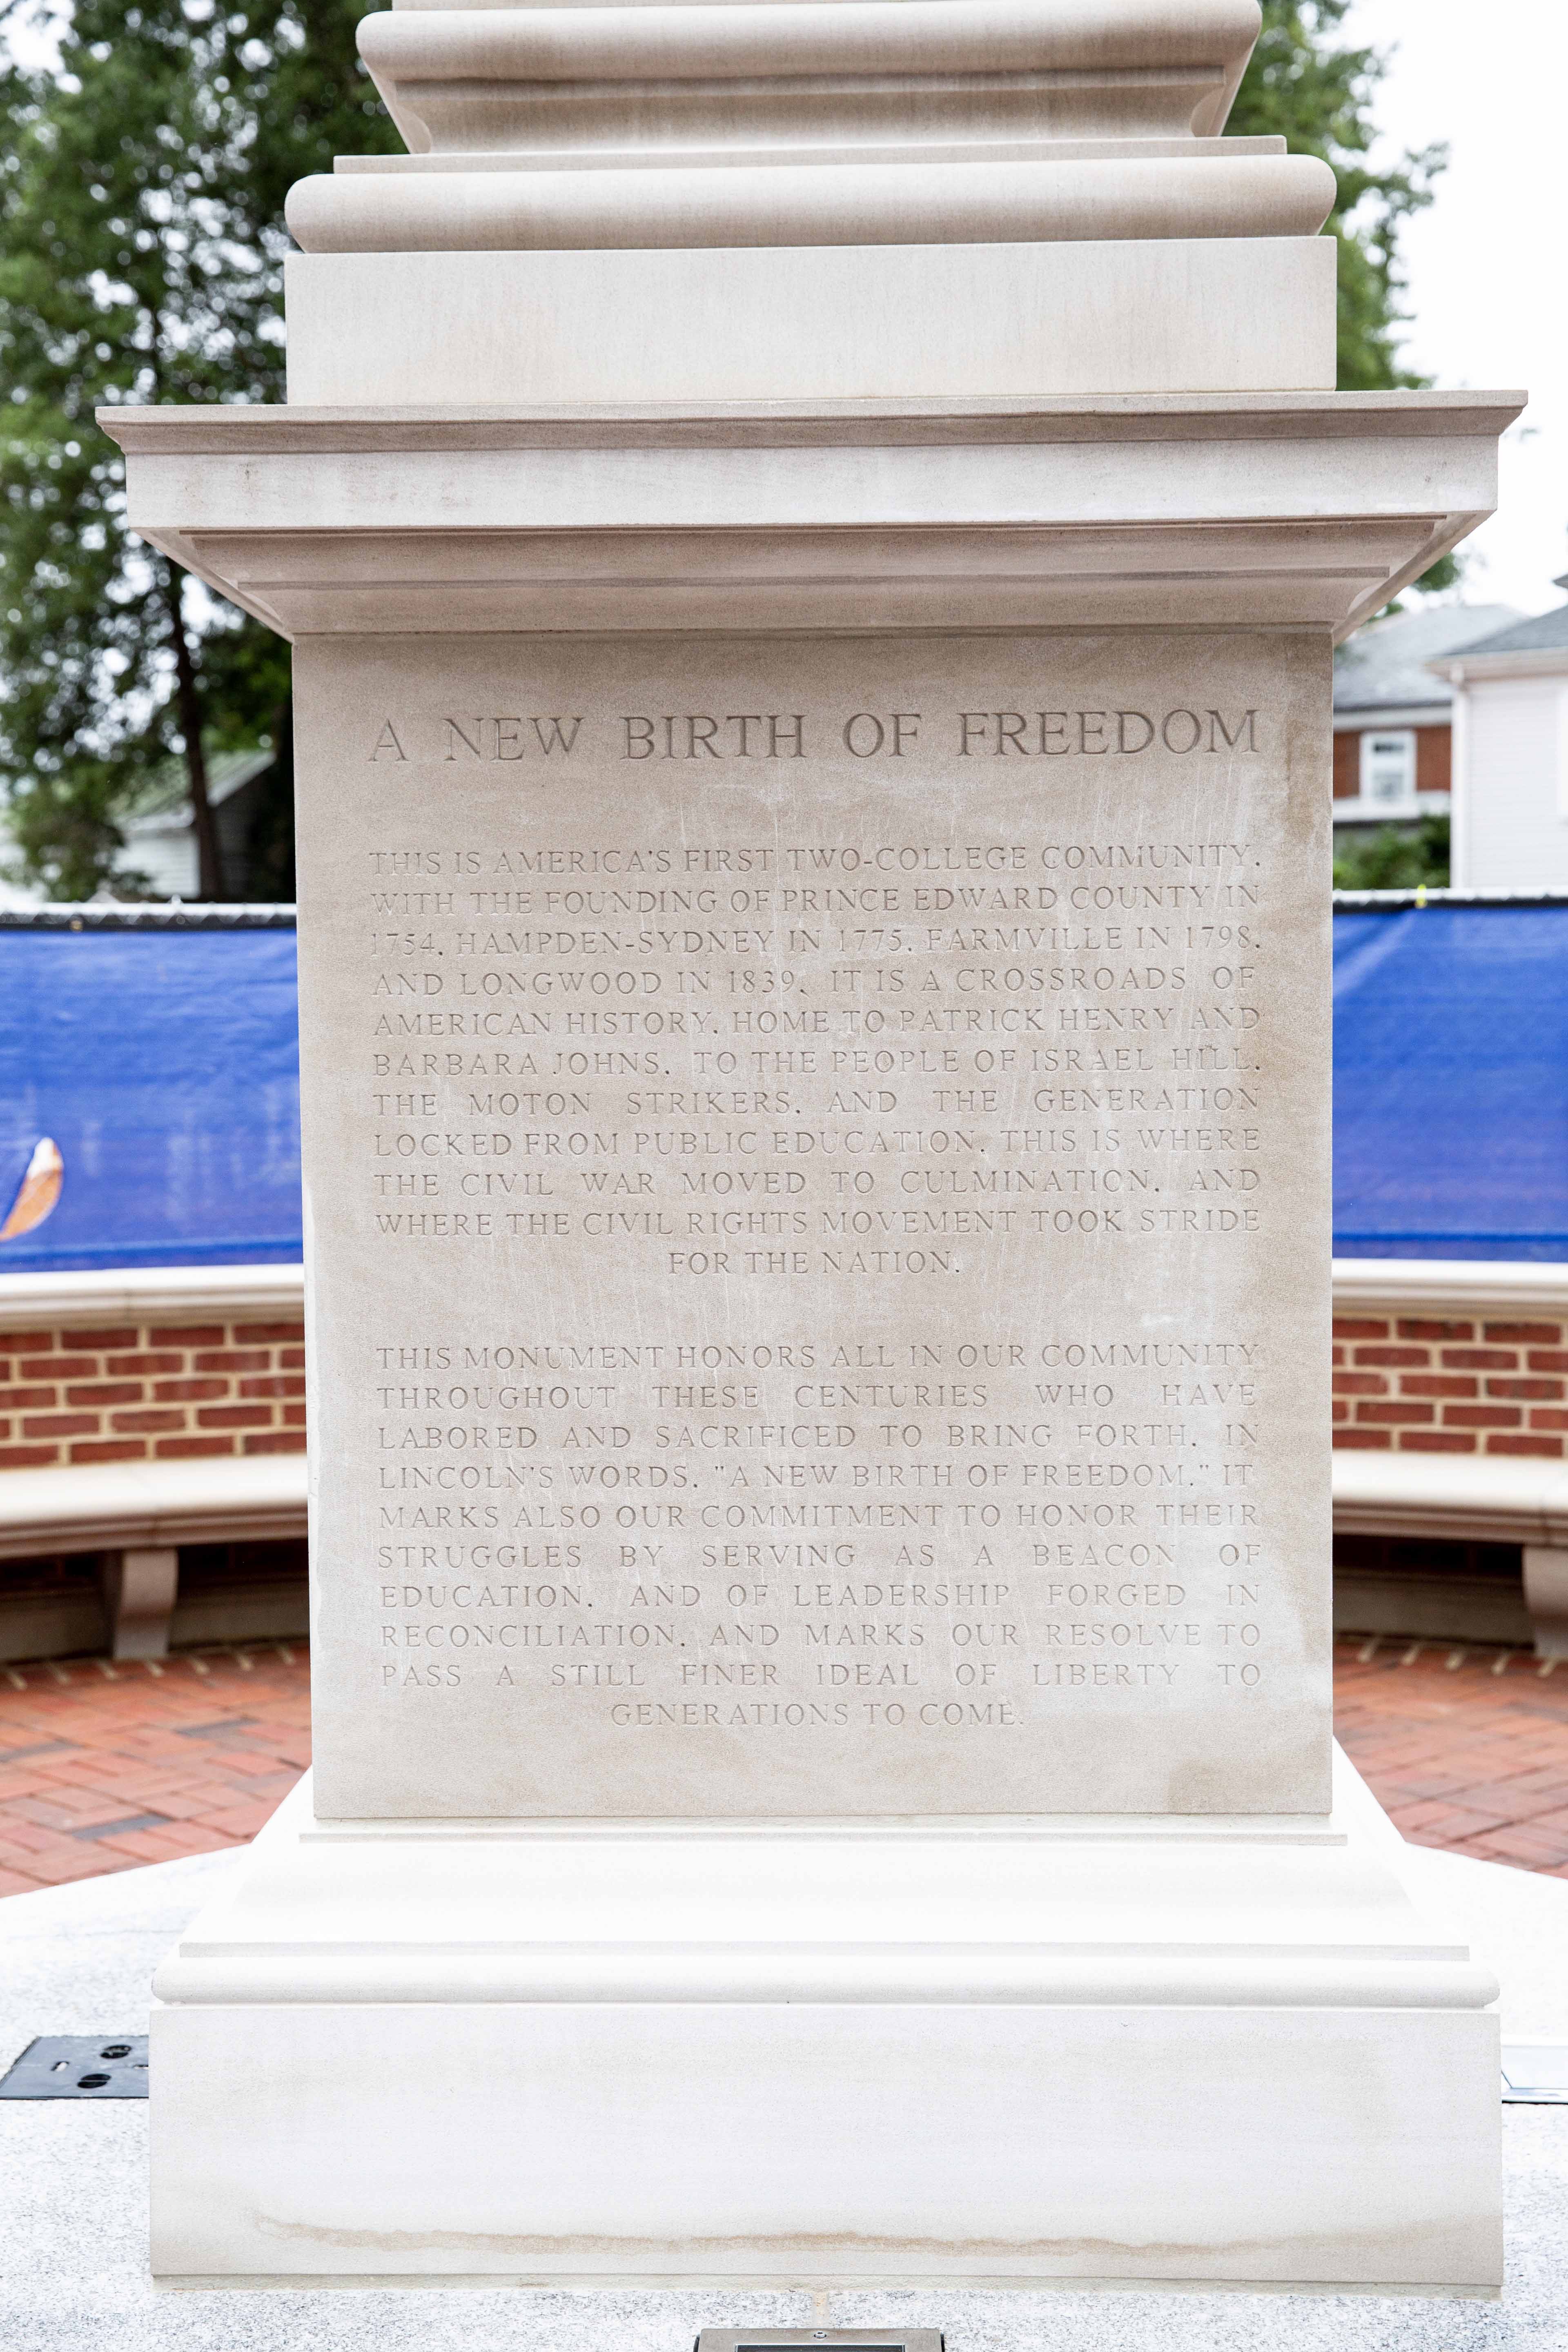 A NEW BIRTH OF FREEDOM
THIS IS AMERICA'S FIRST TWO-COLLEGE COMMUNITY,
WITH THE FOUNDING OF PRINCE EDWARD COUNTY IN
1754, HAMPDEN-SYDNEY IN 1775, FARMVILLE IN 1798,
AND LONGWOOD IN 1839. IT IS A CROSSROADS OF
AMERICAN HISTORY, HOME TO PATRICK HENRY AND
BARBARA JOHNS, TO THE PEOPLE OF ISRAEL HILL,
THE MOTON STRIKERS, AND THE GENERATION
LOCKED FROM PUBLIC EDUCATION. THIS IS WHERE
THE CIVIL WAR MOVED TO CULMINATION, AND
WHERE THE CIVIL RIGHTS MOVEMENT TOOK STRIDE
FOR THE NATION.
THIS MONUMENT HONORS ALL IN OUR COMMUNITY
THROUGHOUT THESE CENTURIES WHO HAVE
LABORED AND SACRIFICED TO BRING FORTH, IN
LINCOLN'S WORDS, "A NEW BIRTH OF FREEDOM." IT
MARKS ALSO OUR COMMITMENT TO HONOR THEIR
STRUGGLES BY SERVING AS A BEACON OF
EDUCATION, AND OF LEADERSHIP FORGED IN
RECONCILIATION, AND MARKS OUR RESOLVE TO
PASS A STILL FINER IDEAL OF LIBERTY TO
GENERATIONS TO COME.